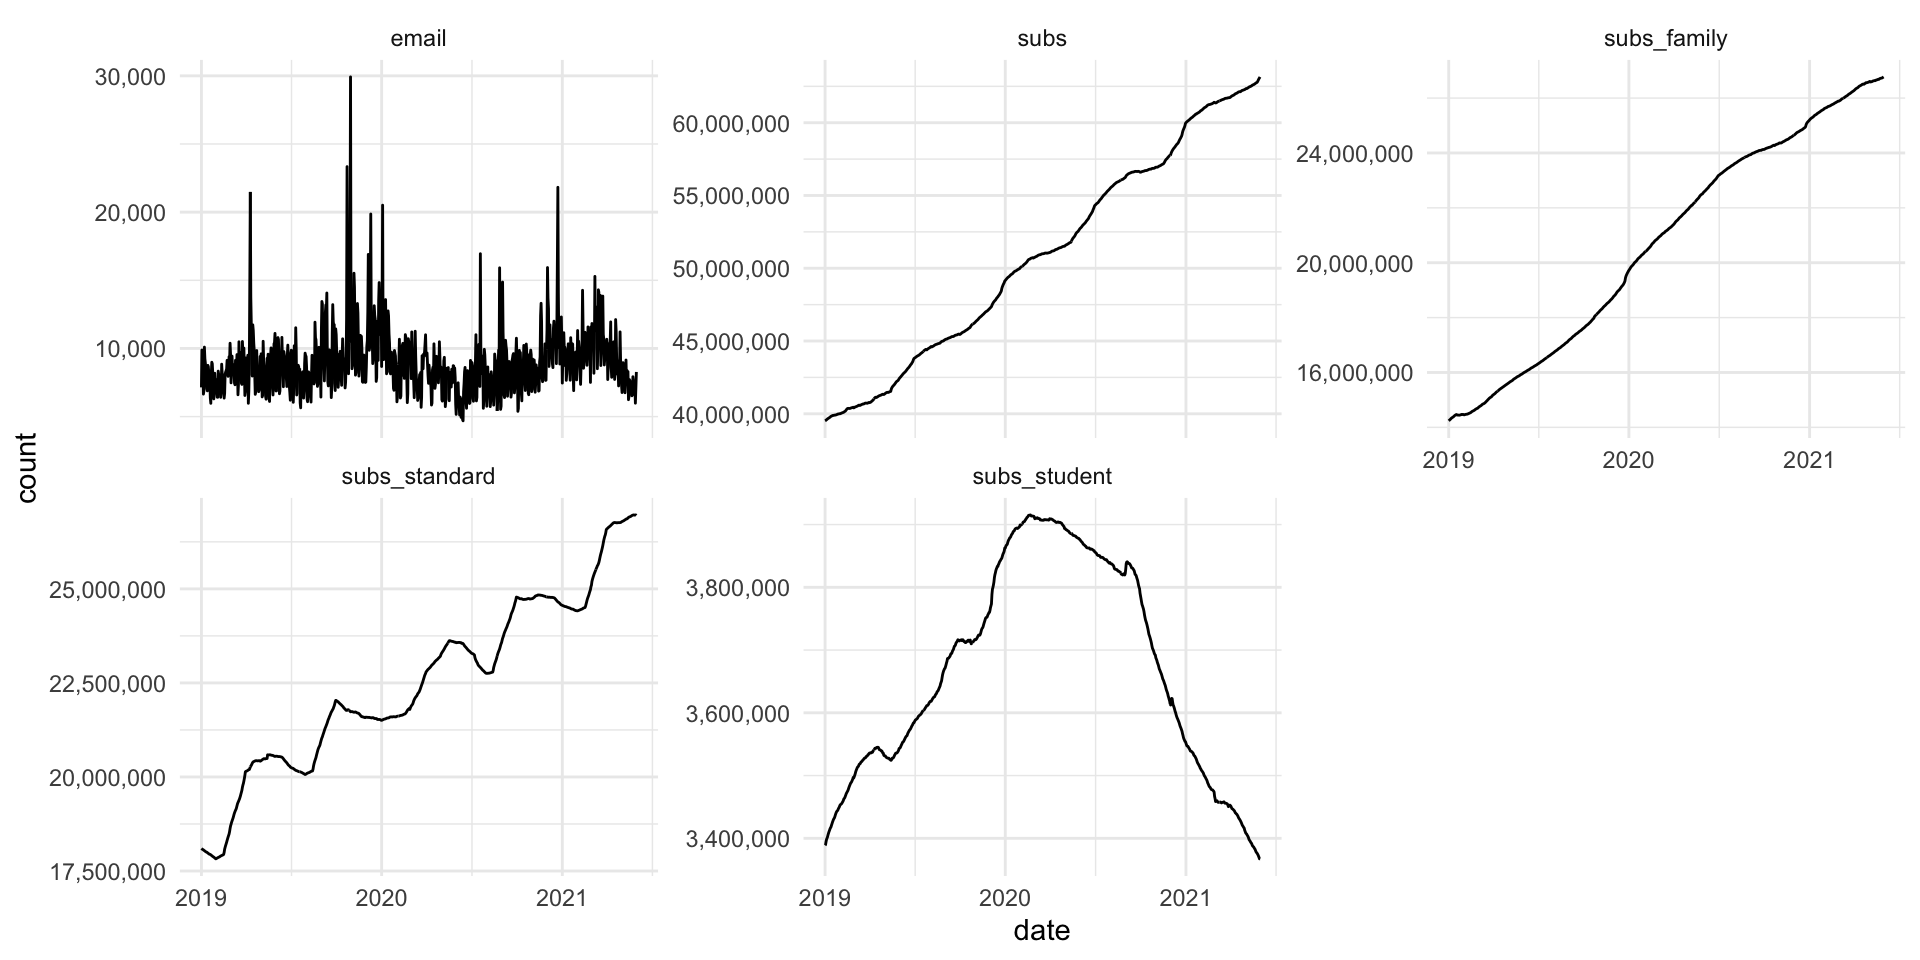 email
subs
subs_family
30,000
20,000
10,000
60,000,000
55,000,000
50,000,000
45,000,000
40,000,000
24,000,000
20,000,000
16,000,000
2019 2020 2021
count
subs_standard
subs_student
25,000,000
22,500,000
20,000,000
17,500,000
3,800,000
3,600,000
3,400,000
2019 2020 2021
2019 2020 2021
date